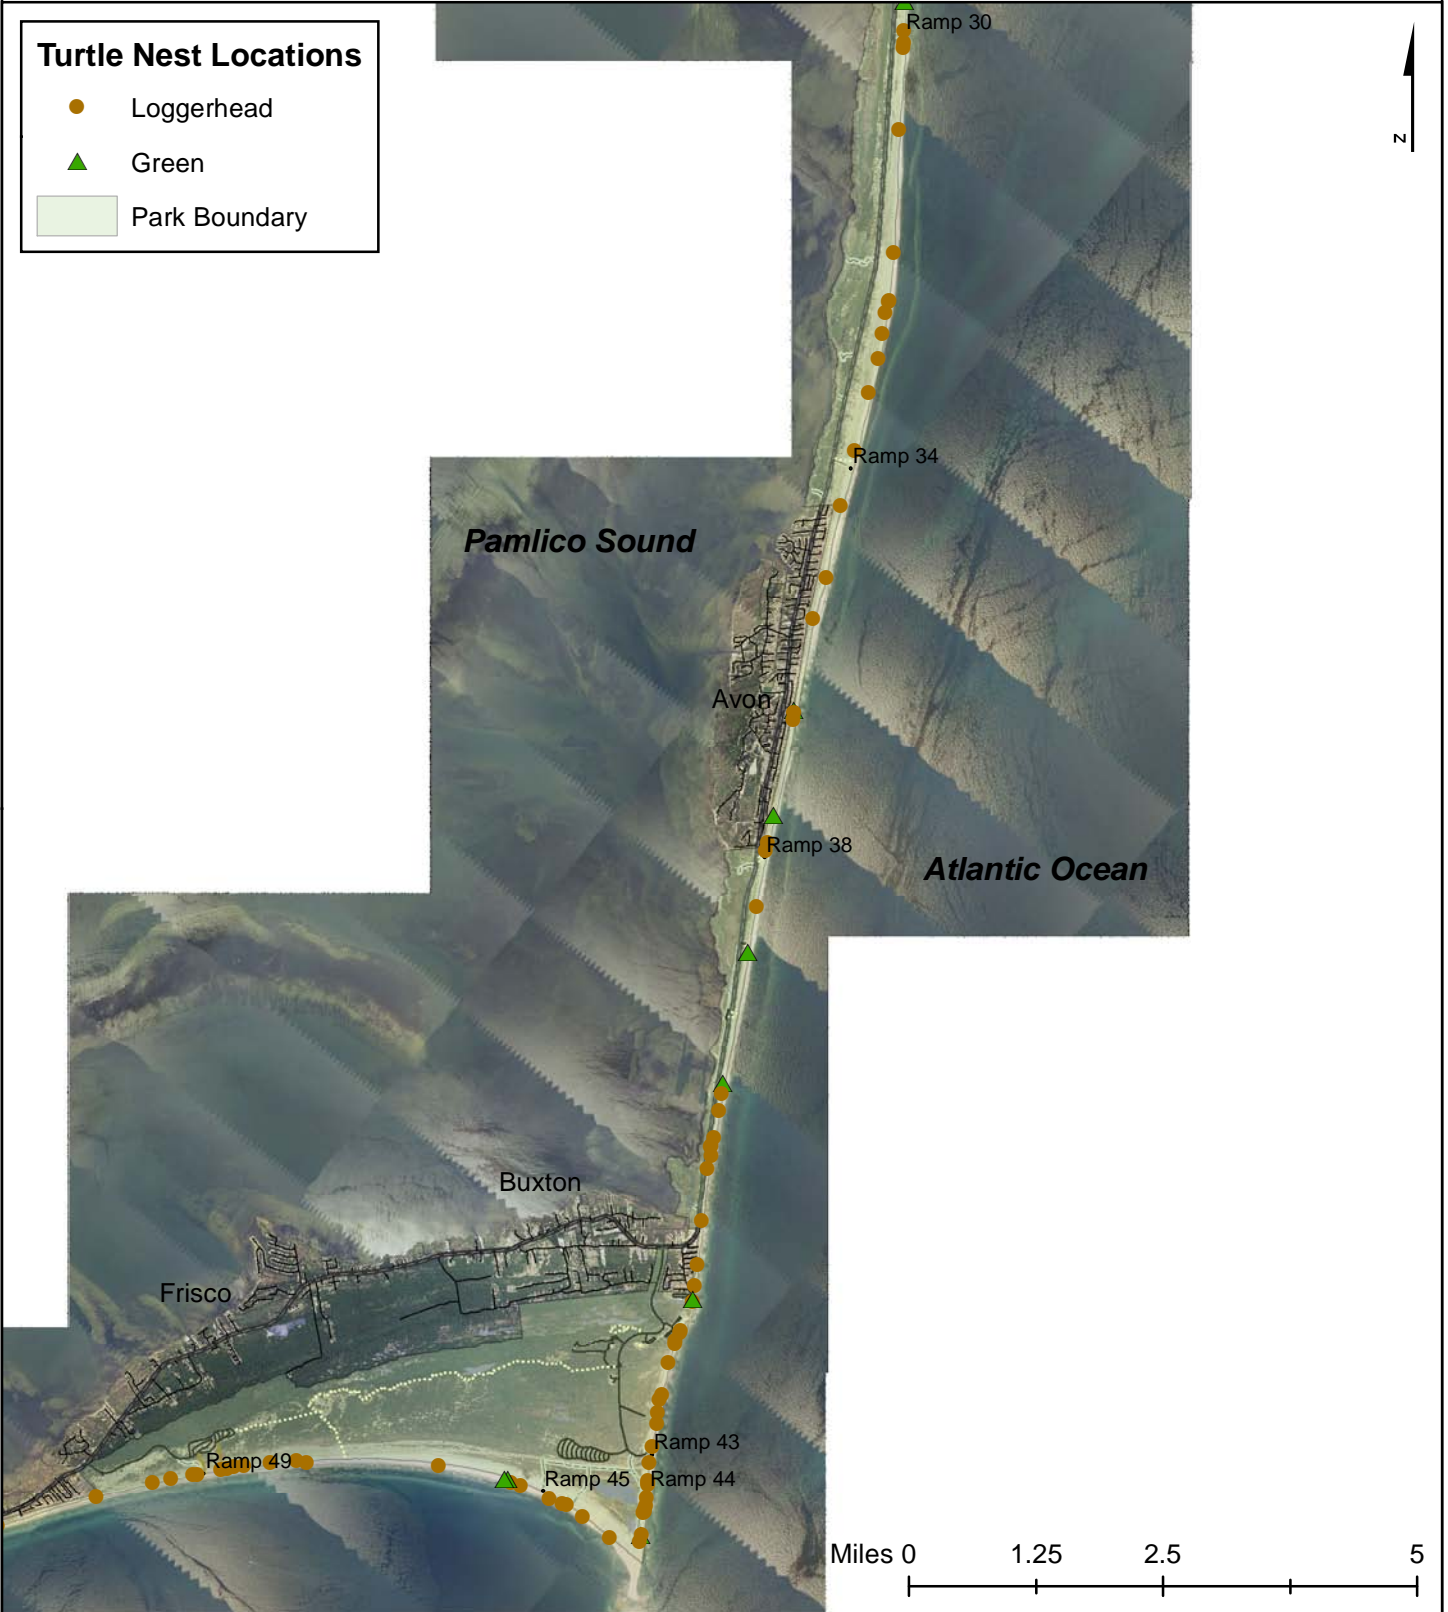 Turtle Nest Locations
Loggerhead
Green
Park Boundary
Ramp 30
N
Ramp 34
Pamlico Sound
Avon
Ramp 38
Atlantic Ocean
Buxton
Frisco
Ramp 43
Ramp 49
Ramp 45
Ramp 44
Miles 0 1.25 2.5 5